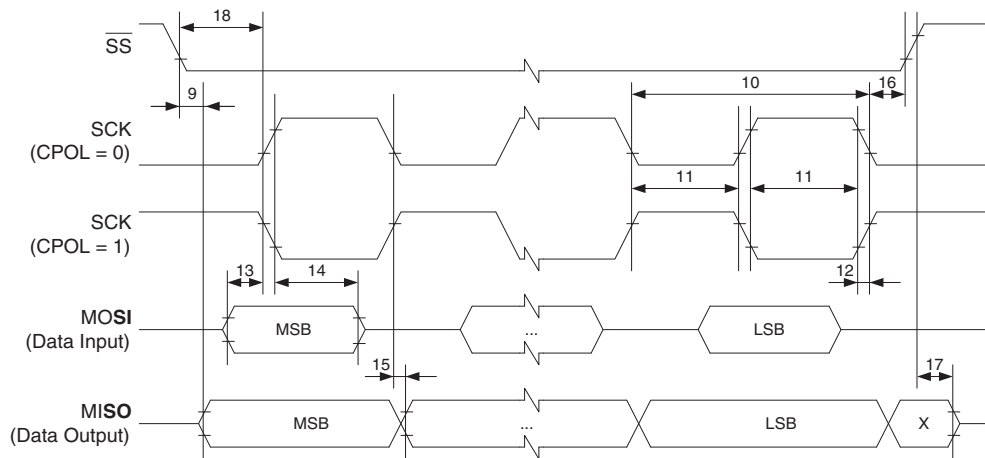 18
SS
9
10
16
SCK
(CPOL = 0)
11
11
SCK
(CPOL = 1)
13
14
12
MOSI
(Data Input)
MSB
...
LSB
15
17
MISO
(Data Output)
MSB
...
LSB
X